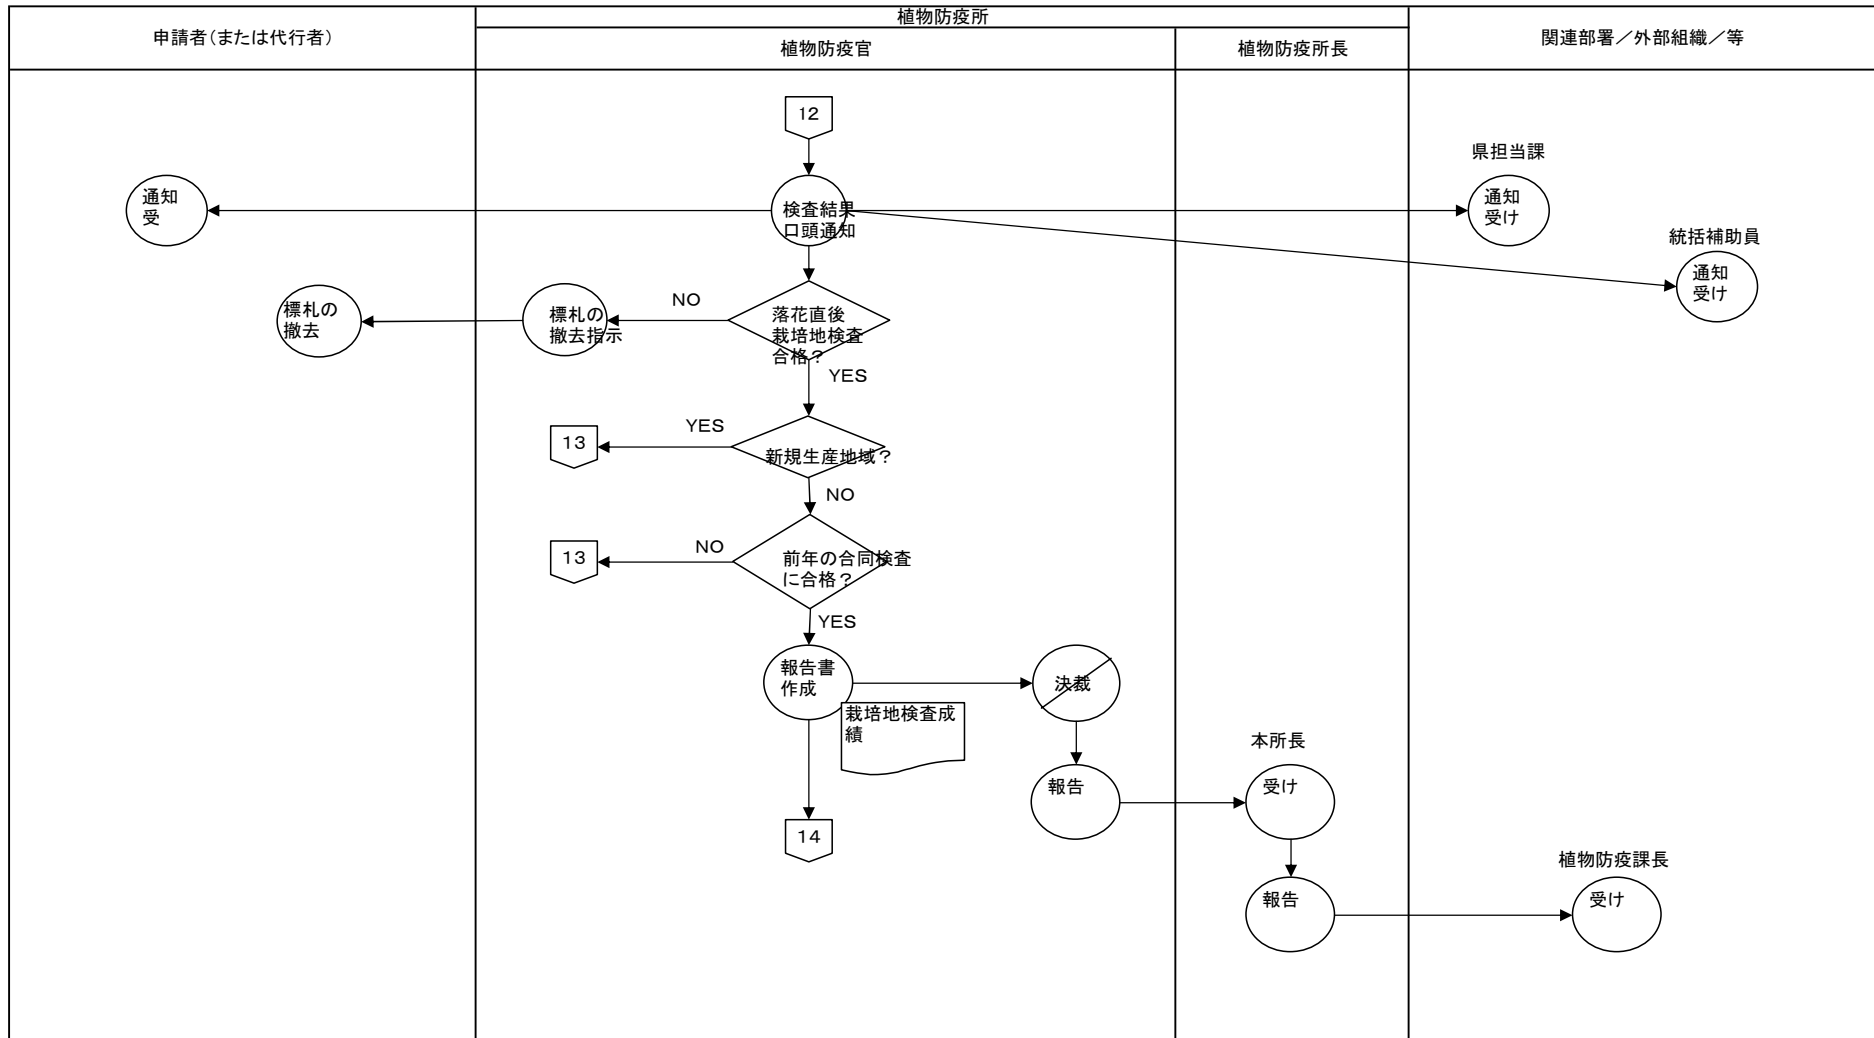 植物防疫所
申請者（または代行者）
植物防疫官
植物防疫所長
関連部署／外部組織／等
12
県担当課
通知
受
検査結果
口頭通知
通知
受け
統括補助員
通知
受け
標札の
撤去
標札の
撤去指示
NO
落花直後
栽培地検査
合格？
YES
13
YES
新規生産地域？
NO
13
NO
前年の合同検査
に合格？
YES
報告書
作成
決裁
栽培地検査成
績
本所長
報告
受け
14
植物防疫課長
報告
受け